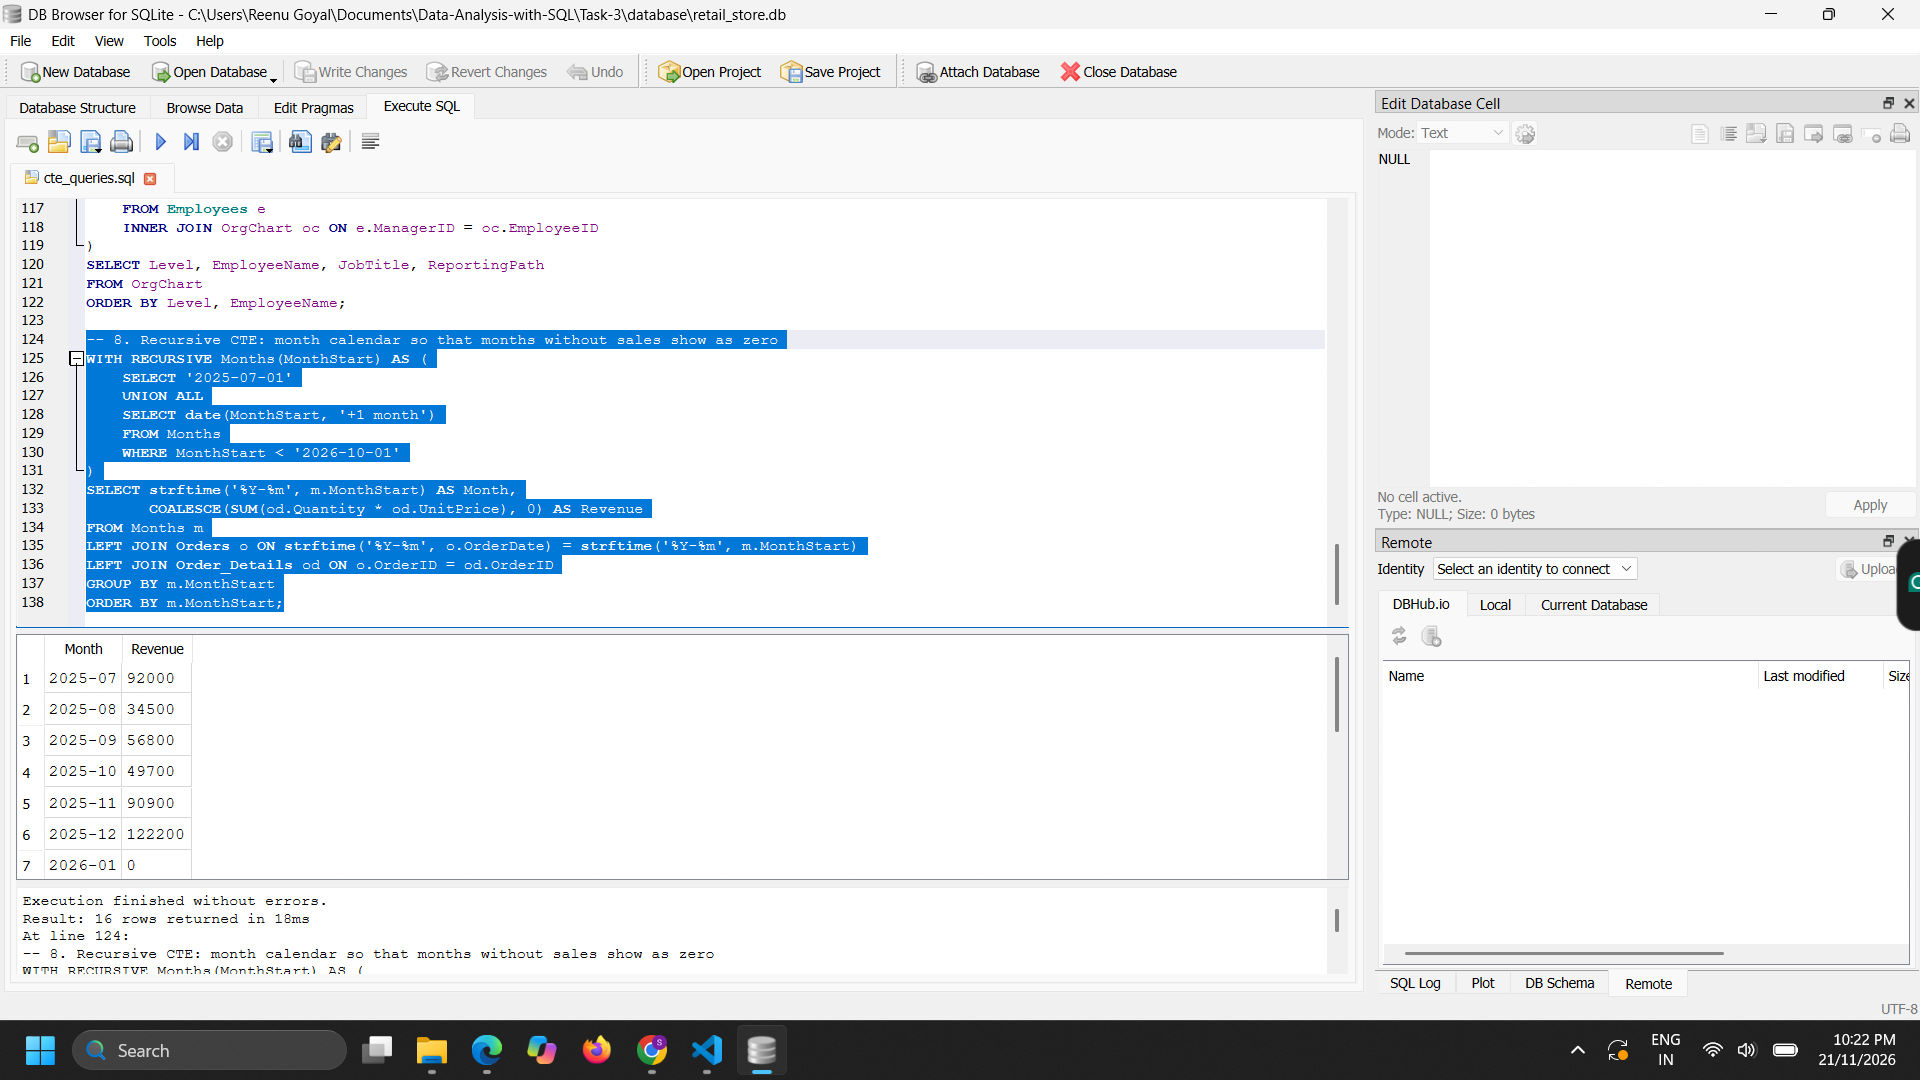 DB Browser for SQLite - C:\Users\Reenu Goyal\Documents\Data-Analysis-with-SQL\Task-3\database\retail_store.db
File Edit View Tools Help
New Database Open Database Write Changes Revert Changes Undo Open Project Save Project Attach Database Close Database
Database Structure Browse Data Edit Pragmas Execute SQL
cte_queries.sql
117 FROM Employees e
118 INNER JOIN OrgChart oc ON e.ManagerID = oc.EmployeeID
119 )
120 SELECT Level, EmployeeName, JobTitle, ReportingPath
121 FROM OrgChart
122 ORDER BY Level, EmployeeName;
123
124 -- 8. Recursive CTE: month calendar so that months without sales show as zero
125 WITH RECURSIVE Months(MonthStart) AS (
126 SELECT '2025-07-01'
127 UNION ALL
128 SELECT date(MonthStart, '+1 month')
129 FROM Months
130 WHERE MonthStart < '2026-10-01'
131 )
132 SELECT strftime('%Y-%m', m.MonthStart) AS Month,
133 COALESCE(SUM(od.Quantity * od.UnitPrice), 0) AS Revenue
134 FROM Months m
135 LEFT JOIN Orders o ON strftime('%Y-%m', o.OrderDate) = strftime('%Y-%m', m.MonthStart)
136 LEFT JOIN Order_Details od ON o.OrderID = od.OrderID
137 GROUP BY m.MonthStart
138 ORDER BY m.MonthStart;
Month Revenue
1 2025-07 92000
2 2025-08 34500
3 2025-09 56800
4 2025-10 49700
5 2025-11 90900
6 2025-12 122200
7 2026-01 0
Execution finished without errors.
Result: 16 rows returned in 18ms
At line 124:
-- 8. Recursive CTE: month calendar so that months without sales show as zero
WITH RECURSIVE Months(MonthStart) AS (
Edit Database Cell
Mode: Text
NULL
No cell active.
Type: NULL; Size: 0 bytes
Apply
Remote
Identity Select an identity to connect Uploa
DBHub.io Local Current Database
Name Last modified Size
SQL Log Plot DB Schema Remote
UTF-8
Search
ENG
IN
10:22 PM
21/11/2026